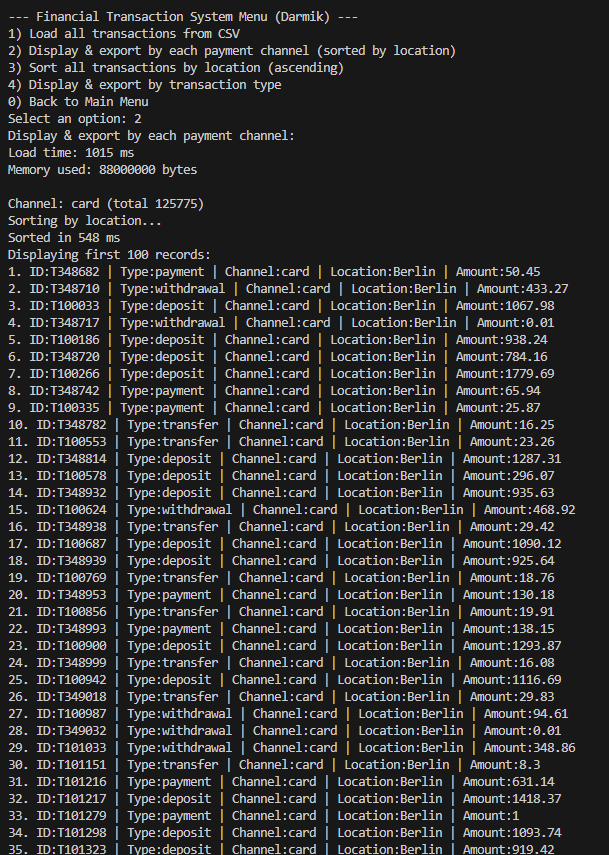 --- Financial Transaction System Menu (Darmik) ---
1) Load all transactions from CSV
2) Display & export by each payment channel (sorted by location)
3) Sort all transactions by location (ascending)
4) Display & export by transaction type
0) Back to Main Menu
Select an option: 2
Display & export by each payment channel:
Load time: 1015 ms
Memory used: 88000000 bytes
Channel: card (total 125775)
Sorting by location...
Sorted in 548 ms
Displaying first 100 records:
1. ID:T348682 | Type:payment | Channel:card | Location:Berlin | Amount:50.45
2. ID:T348710 | Type:withdrawal | Channel:card | Location:Berlin | Amount:433.27
3. ID:T100033 | Type:deposit | Channel:card | Location:Berlin | Amount:1067.98
4. ID:T348717 | Type:withdrawal | Channel:card | Location:Berlin | Amount:0.01
5. ID:T100186 | Type:deposit | Channel:card | Location:Berlin | Amount:938.24
6. ID:T348720 | Type:deposit | Channel:card | Location:Berlin | Amount:784.16
7. ID:T100266 | Type:deposit | Channel:card | Location:Berlin | Amount:1779.69
8. ID:T348742 | Type:payment | Channel:card | Location:Berlin | Amount:65.94
9. ID:T100335 | Type:payment | Channel:card | Location:Berlin | Amount:25.87
10. ID:T348782 | Type:transfer | Channel:card | Location:Berlin | Amount:16.25
11. ID:T100553 | Type:transfer | Channel:card | Location:Berlin | Amount:23.26
12. ID:T348814 | Type:deposit | Channel:card | Location:Berlin | Amount:1287.31
13. ID:T100578 | Type:deposit | Channel:card | Location:Berlin | Amount:296.07
14. ID:T348932 | Type:deposit | Channel:card | Location:Berlin | Amount:935.63
15. ID:T100624 | Type:withdrawal | Channel:card | Location:Berlin | Amount:468.92
16. ID:T348938 | Type:transfer | Channel:card | Location:Berlin | Amount:29.42
17. ID:T100687 | Type:deposit | Channel:card | Location:Berlin | Amount:1090.12
18. ID:T348939 | Type:deposit | Channel:card | Location:Berlin | Amount:925.64
19. ID:T100769 | Type:transfer | Channel:card | Location:Berlin | Amount:18.76
20. ID:T348953 | Type:payment | Channel:card | Location:Berlin | Amount:130.18
21. ID:T100856 | Type:transfer | Channel:card | Location:Berlin | Amount:19.91
22. ID:T348993 | Type:payment | Channel:card | Location:Berlin | Amount:138.15
23. ID:T100900 | Type:deposit | Channel:card | Location:Berlin | Amount:1293.87
24. ID:T348999 | Type:transfer | Channel:card | Location:Berlin | Amount:16.08
25. ID:T100942 | Type:deposit | Channel:card | Location:Berlin | Amount:1116.69
26. ID:T349018 | Type:transfer | Channel:card | Location:Berlin | Amount:29.83
27. ID:T100987 | Type:withdrawal | Channel:card | Location:Berlin | Amount:94.61
28. ID:T349032 | Type:withdrawal | Channel:card | Location:Berlin | Amount:0.01
29. ID:T101033 | Type:withdrawal | Channel:card | Location:Berlin | Amount:348.86
30. ID:T101151 | Type:transfer | Channel:card | Location:Berlin | Amount:8.3
31. ID:T101216 | Type:payment | Channel:card | Location:Berlin | Amount:631.14
32. ID:T101217 | Type:deposit | Channel:card | Location:Berlin | Amount:1418.37
33. ID:T101279 | Type:payment | Channel:card | Location:Berlin | Amount:1
34. ID:T101298 | Type:deposit | Channel:card | Location:Berlin | Amount:1093.74
35. ID:T101323 | Type:deposit | Channel:card | Location:Berlin | Amount:919.42